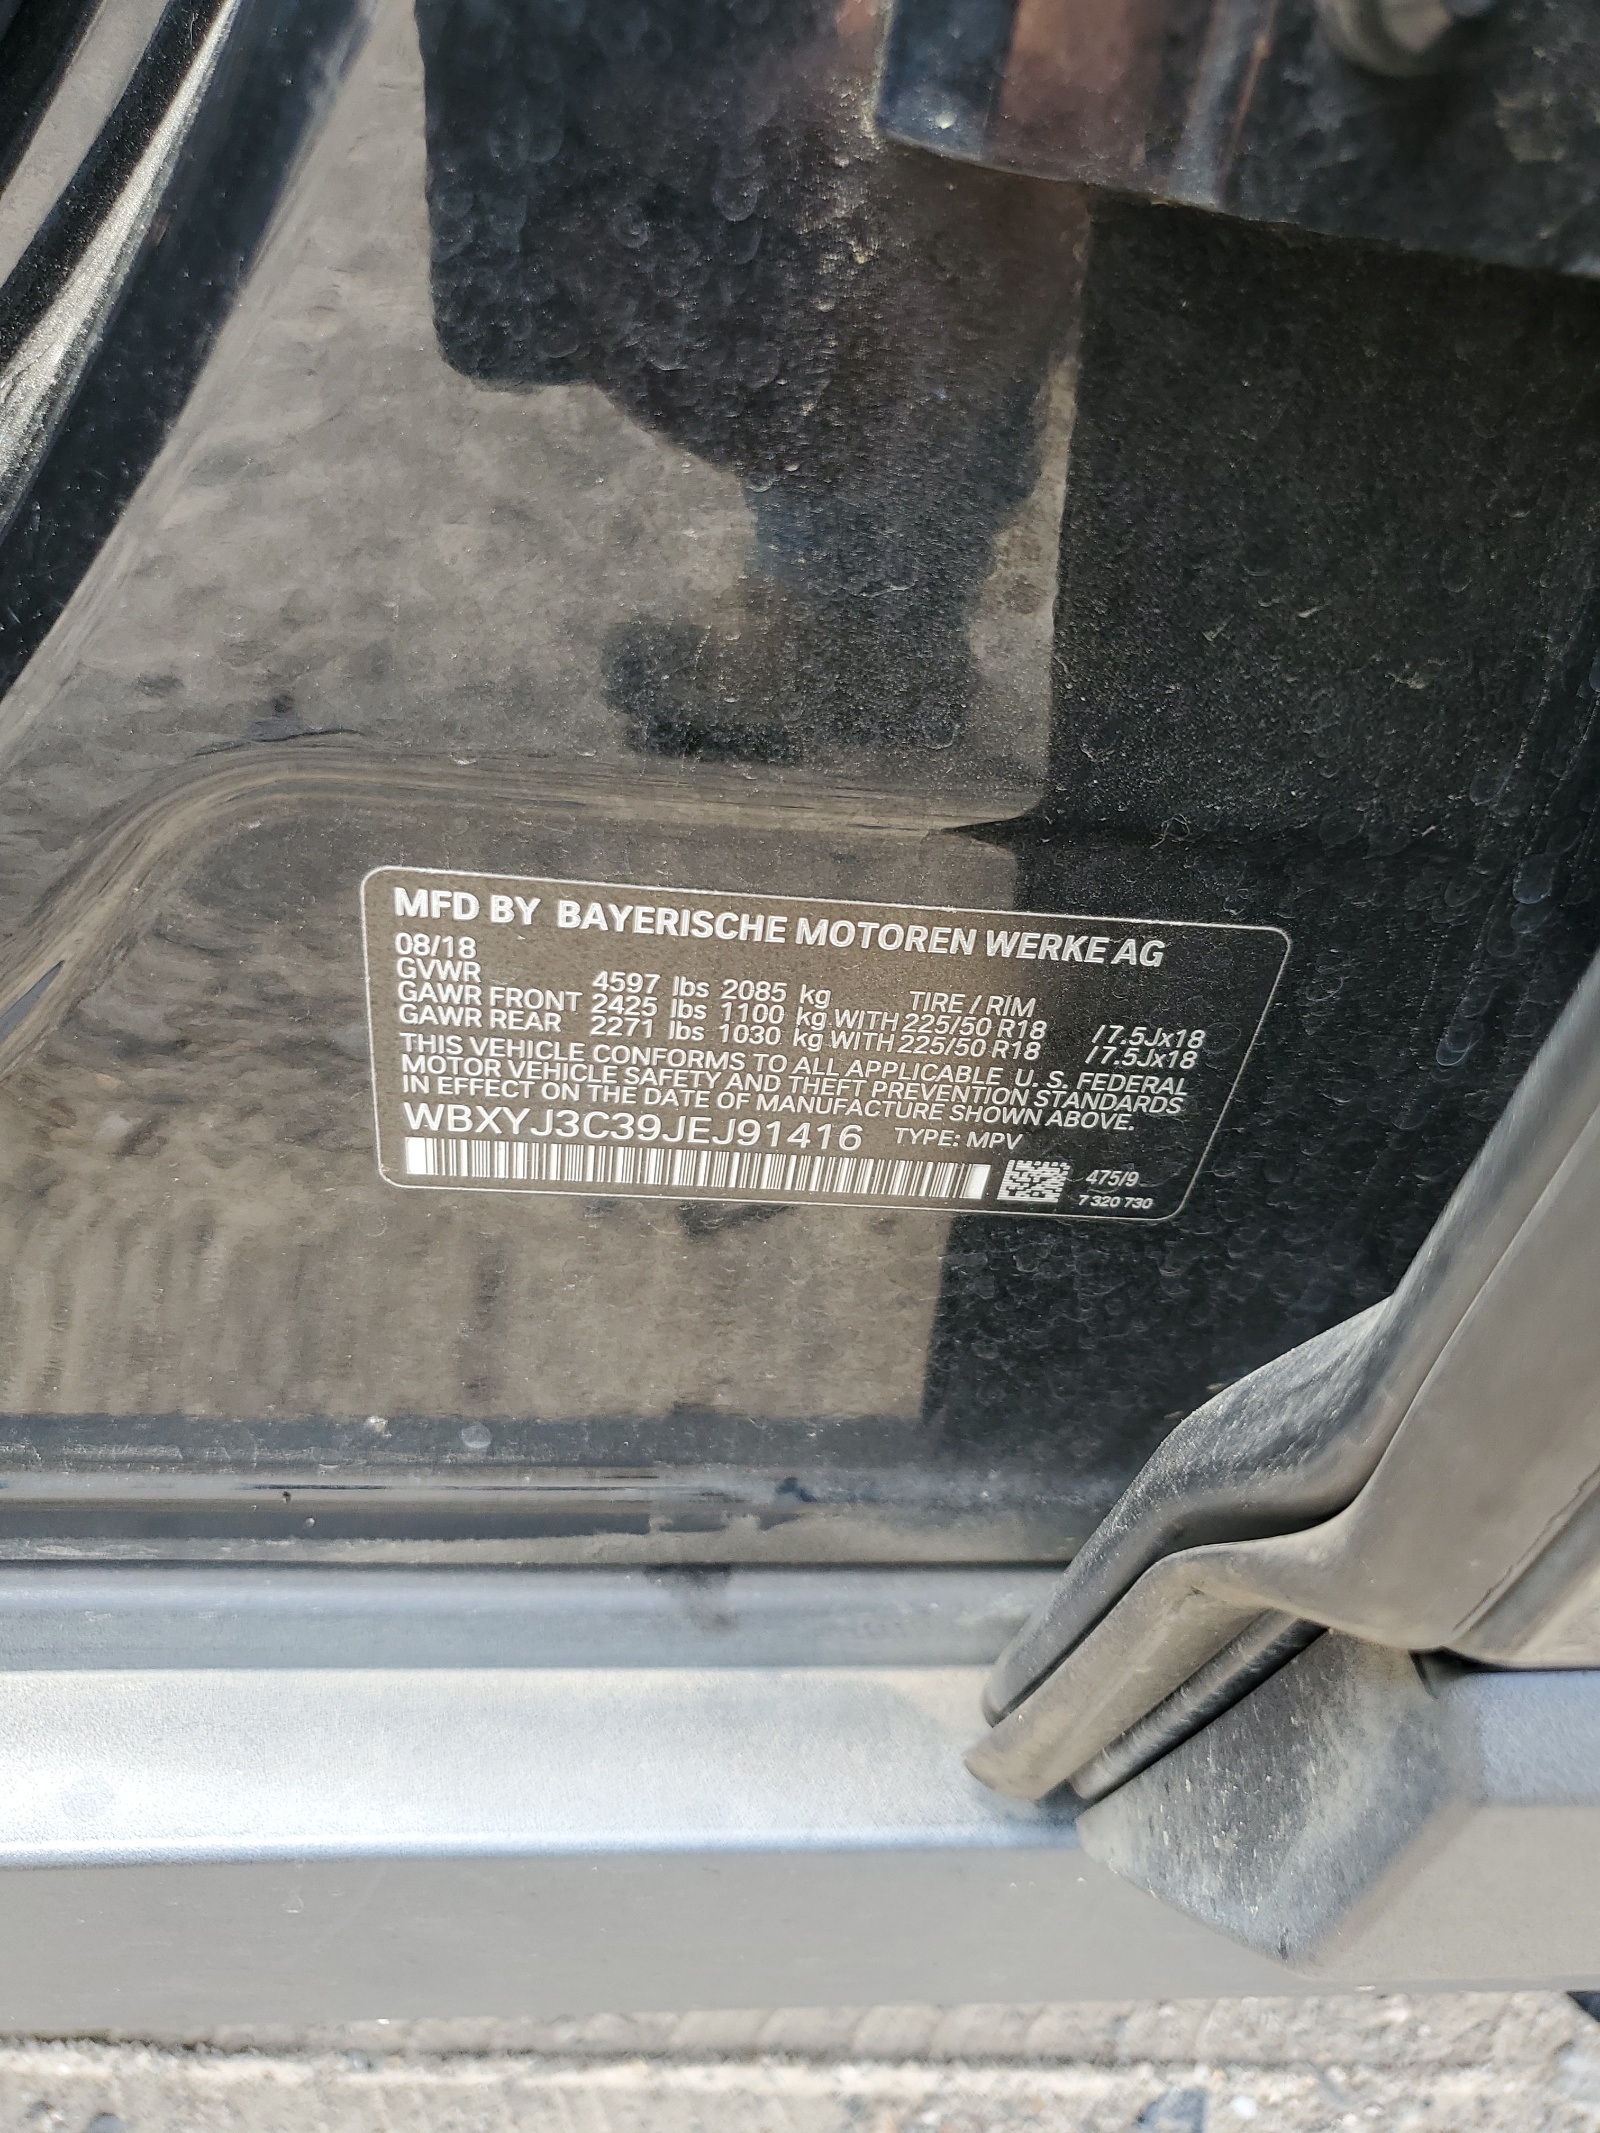 MFD BY BAYERISCHE MOTOREN WERKE AG
08/18
GVWR 4597 lbs 2085 kg TIRE / RIM
GAWR FRONT 2425 lbs 1100 kg WITH 225/50 R18 / 7.5Jx18
GAWR REAR 2271 lbs 1030 kg WITH 225/50 R18 / 7.5Jx18
THIS VEHICLE CONFORMS TO ALL APPLICABLE U. S. FEDERAL
MOTOR VEHICLE SAFETY AND THEFT PREVENTION STANDARDS
IN EFFECT ON THE DATE OF MANUFACTURE SHOWN ABOVE.
WBXYJ3C39JEJ91416 TYPE: MPV
475/9
7 320 730